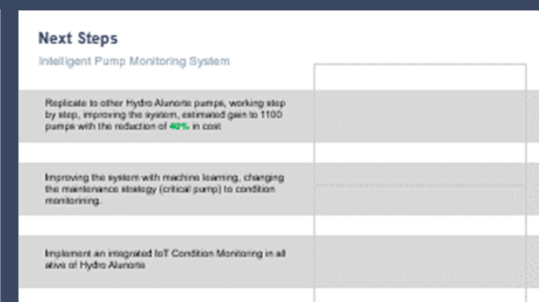 Next Steps
Intelligent Pump Monitoring System
Replicate to other Hydro Alunorte pumps, working step
by step, improving the system, estimated gain to 1100
pumps with the reduction of 40% in cost
Improving the system with machine learning, changing
the maintenance strategy (critical pump) to condition
monitorining.
Implement an integrated IoT Condition Monitoring in all
ative of Hydro Alunorte